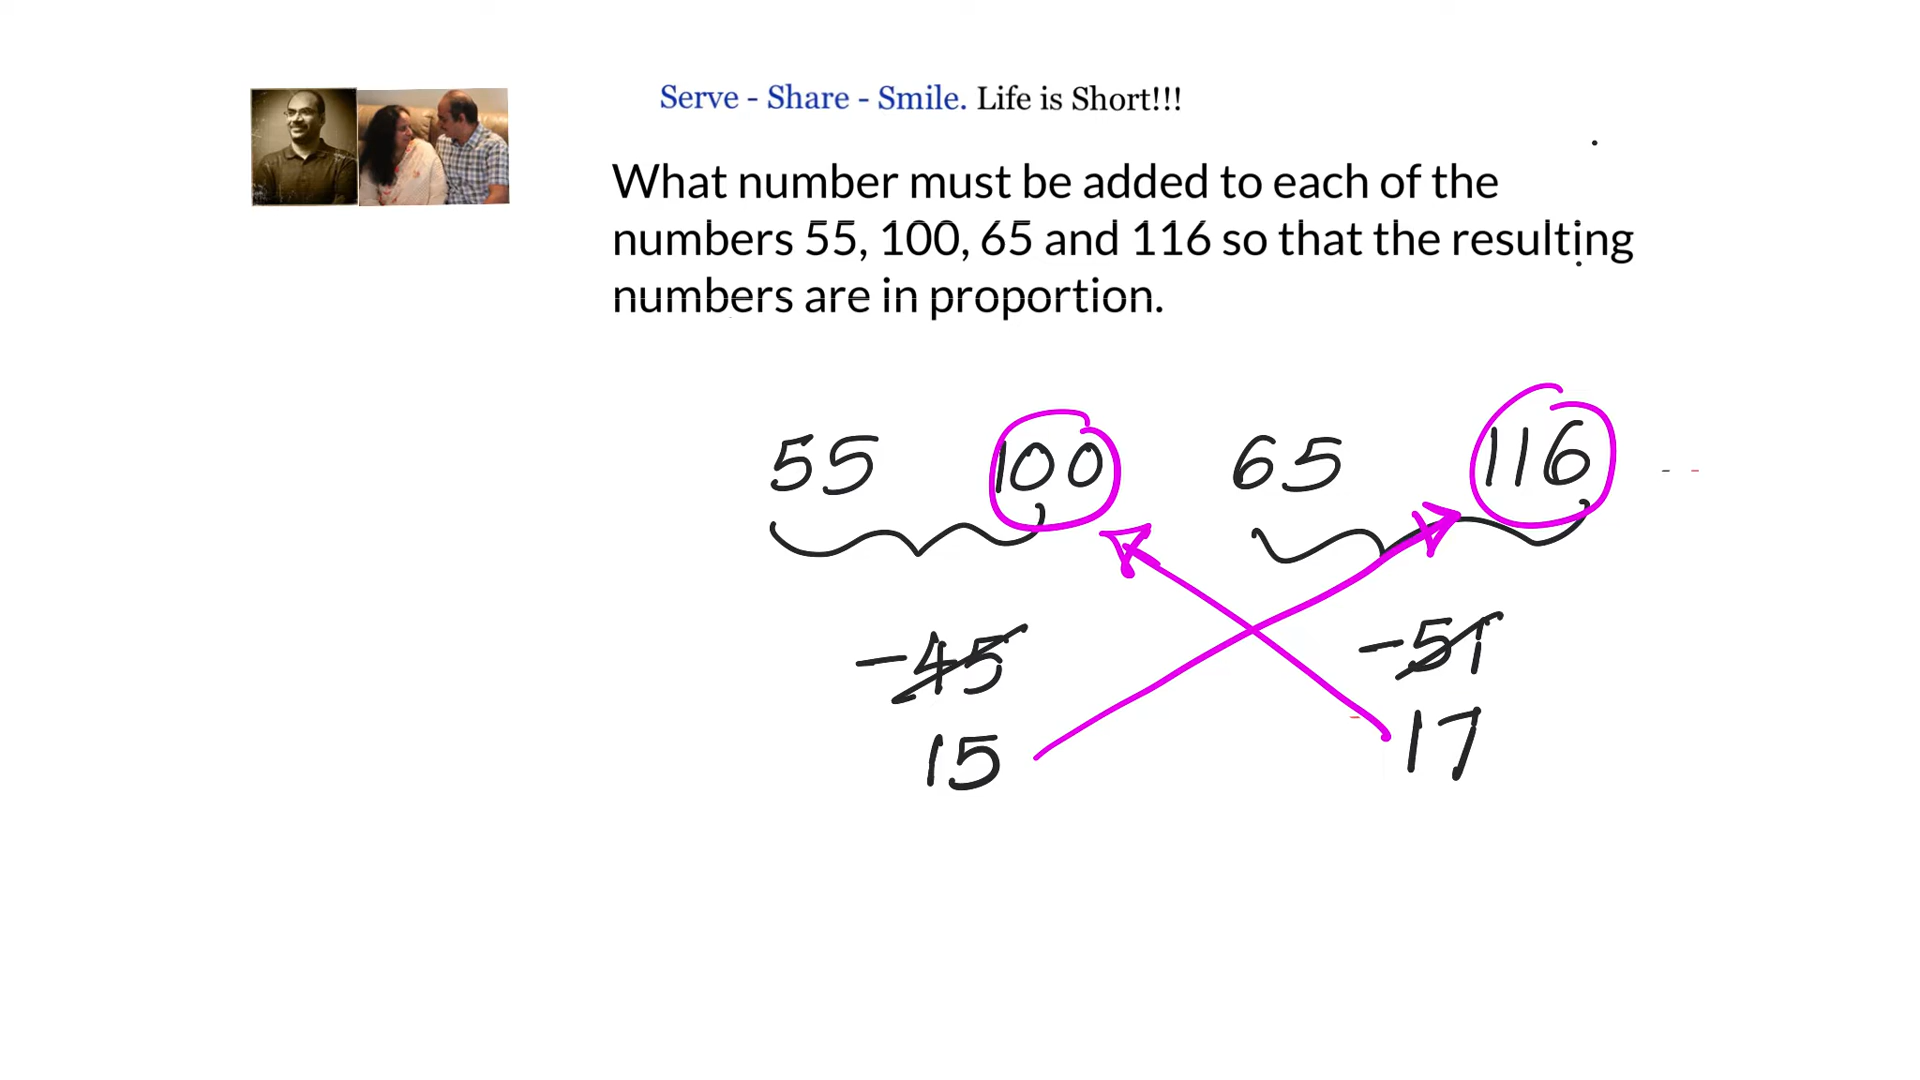 Serve - Share - Smile. Life is Short!!!
What number must be added to each of the
numbers 55, 100, 65 and 116 so that the resulting
numbers are in proportion.
55 100 65 116
-45 -51
15 17